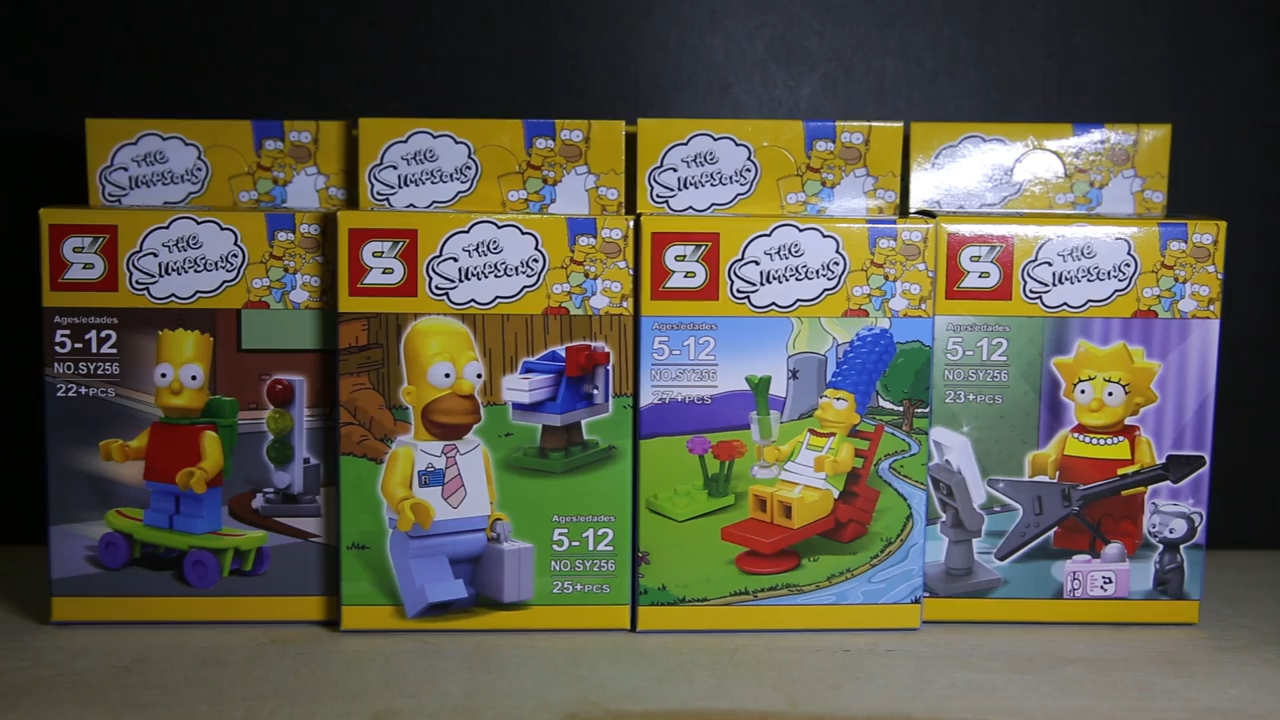 THE
SIMPSONS
THE
SIMPSONS
THE
SIMPSONS
THE
SIMPSONS
S
THE
SIMPSONS
Ages/edades
5-12
NO.SY256
22+PCS
S
THE
SIMPSONS
Ages/edades
5-12
NO.SY256
25+PCS
S
THE
SIMPSONS
Ages/edades
5-12
NO.SY256
27+PCS
S
THE
SIMPSONS
Ages/edades
5-12
NO.SY256
23+PCS